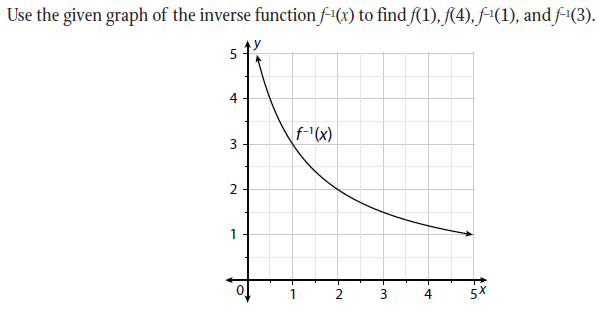 Use the given graph of the inverse function f⁻¹(x) to find f(1), f(4), f⁻¹(1), and f⁻¹(3).
y
5
4
f⁻¹(x)
3
2
1
0 1 2 3 4 5 x